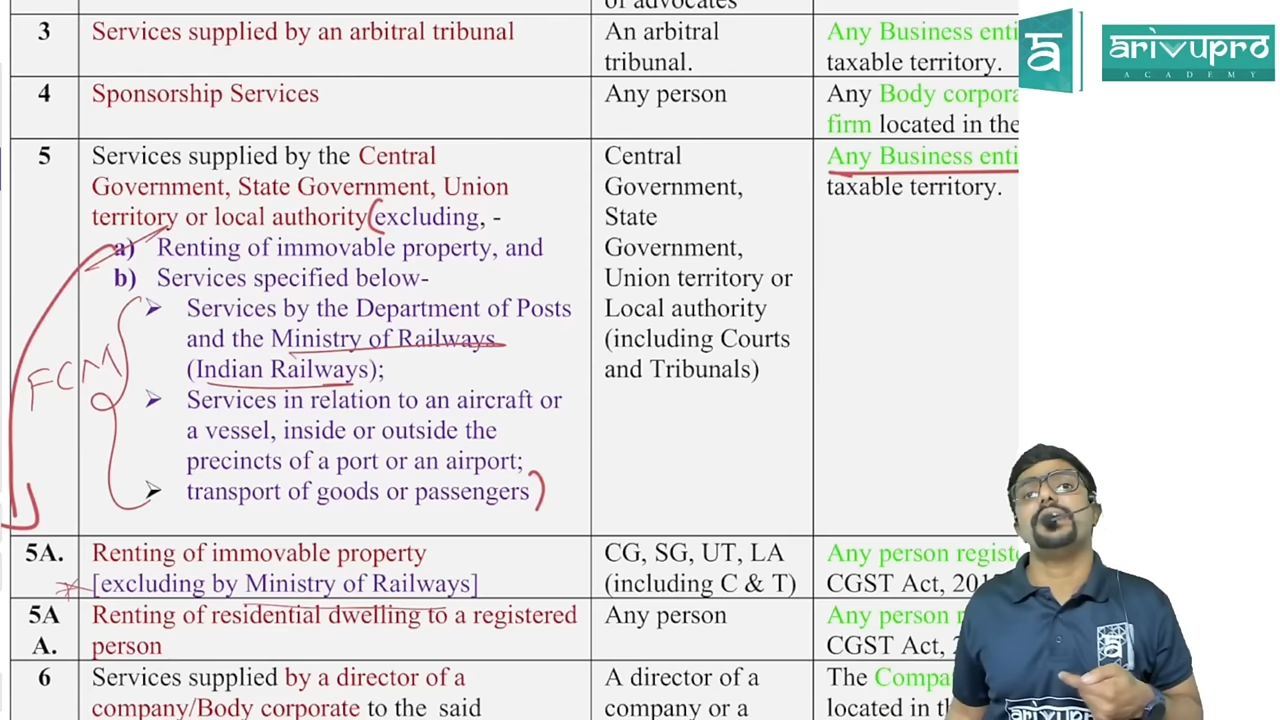 of advocates
3 Services supplied by an arbitral tribunal An arbitral tribunal. Any Business enti taxable territory.
4 Sponsorship Services Any person Any Body corpora firm located in the
5 Services supplied by the Central Central Any Business enti
Government, State Government, Union Government, taxable territory.
territory or local authority (excluding, - State
a) Renting of immovable property, and Government,
b) Services specified below- Union territory or
Services by the Department of Posts Local authority
and the Ministry of Railways (including Courts
(Indian Railways); and Tribunals)
Services in relation to an aircraft or
a vessel, inside or outside the
precincts of a port or an airport;
transport of goods or passengers)
FCM
5A. Renting of immovable property CG, SG, UT, LA Any person registe
[excluding by Ministry of Railways] (including C & T) CGST Act, 201
5A Renting of residential dwelling to a registered Any person Any person r
A. person CGST Act, 2
6 Services supplied by a director of a A director of a The Compa
company/Body corporate to the said company or a located in t
arivupro
ACADEMY
arivupro